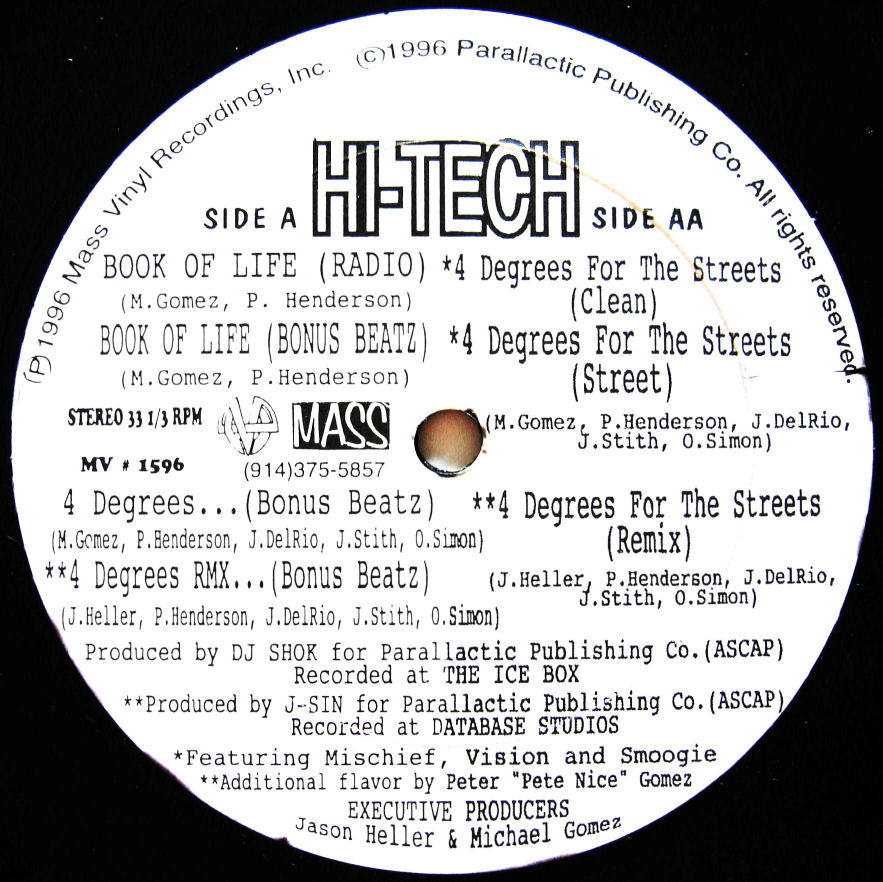 (P) 1996 Mass Vinyl Recordings, Inc. (c)1996 Parallactic Publishing Co. All rights reserved.
HI-TECH
SIDE A
BOOK OF LIFE (RADIO)
(M.Gomez, P. Henderson)
BOOK OF LIFE (BONUS BEATZ)
(M.Gomez, P.Henderson)
STEREO 33 1/3 RPM
MV # 1596
MASS
(914)375-5857
4 Degrees...(Bonus Beatz)
(M.Gomez, P.Henderson, J.DelRio, J.Stith, O.Simon)
**4 Degrees RMX...(Bonus Beatz)
(J.Heller, P.Henderson, J.DelRio, J.Stith, O.Simon)
SIDE AA
*4 Degrees For The Streets
(Clean)
*4 Degrees For The Streets
(Street)
(M.Gomez, P.Henderson, J.DelRio,
J.Stith, O.Simon)
**4 Degrees For The Streets
(Remix)
(J.Heller, P.Henderson, J.DelRio,
J.Stith, O.Simon)
Produced by DJ SHOK for Parallactic Publishing Co.(ASCAP)
Recorded at THE ICE BOX
**Produced by J-SIN for Parallactic Publishing Co.(ASCAP)
Recorded at DATABASE STUDIOS
*Featuring Mischief, Vision and Smoogie
**Additional flavor by Peter "Pete Nice" Gomez
EXECUTIVE PRODUCERS
Jason Heller & Michael Gomez